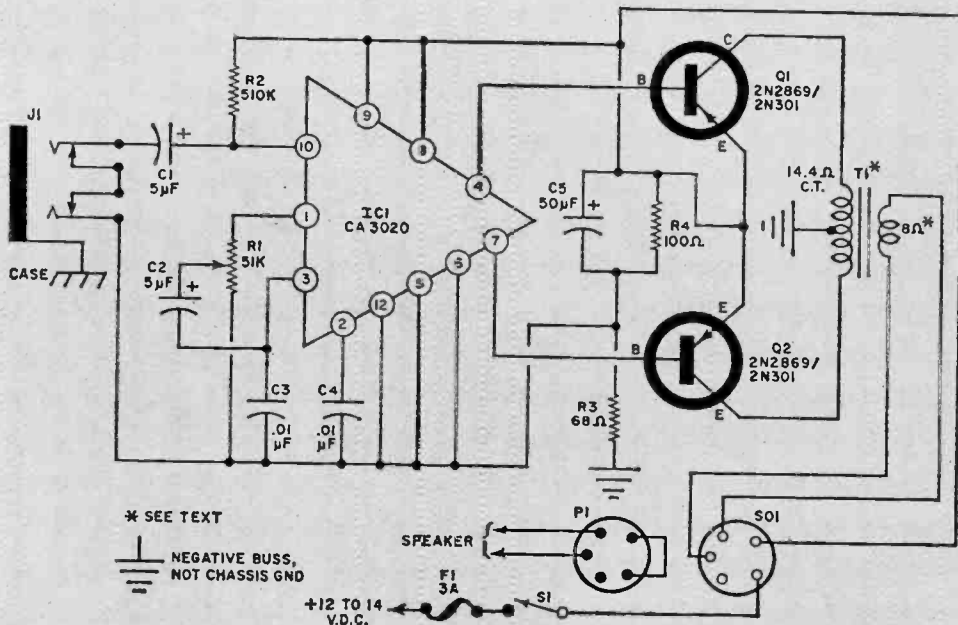 J1
CASE
C1
5µF
+
R2
510K
10
9
8
4
1
3
2
12
5
6
7
IC1
CA3020
R1
51K
C2
5µF
+
C3
.01
µF
C4
.01
µF
C5
50µF
+
R4
100Ω
R3
68Ω
B
C
E
Q1
2N2869/
2N301
B
E
E
Q2
2N2869/
2N301
14.4Ω
C.T.
T1*
8Ω*
* SEE TEXT
NEGATIVE BUSS,
NOT CHASSIS GND
SPEAKER
P1
SO1
F1
3A
S1
+12 TO 14
V.D.C.